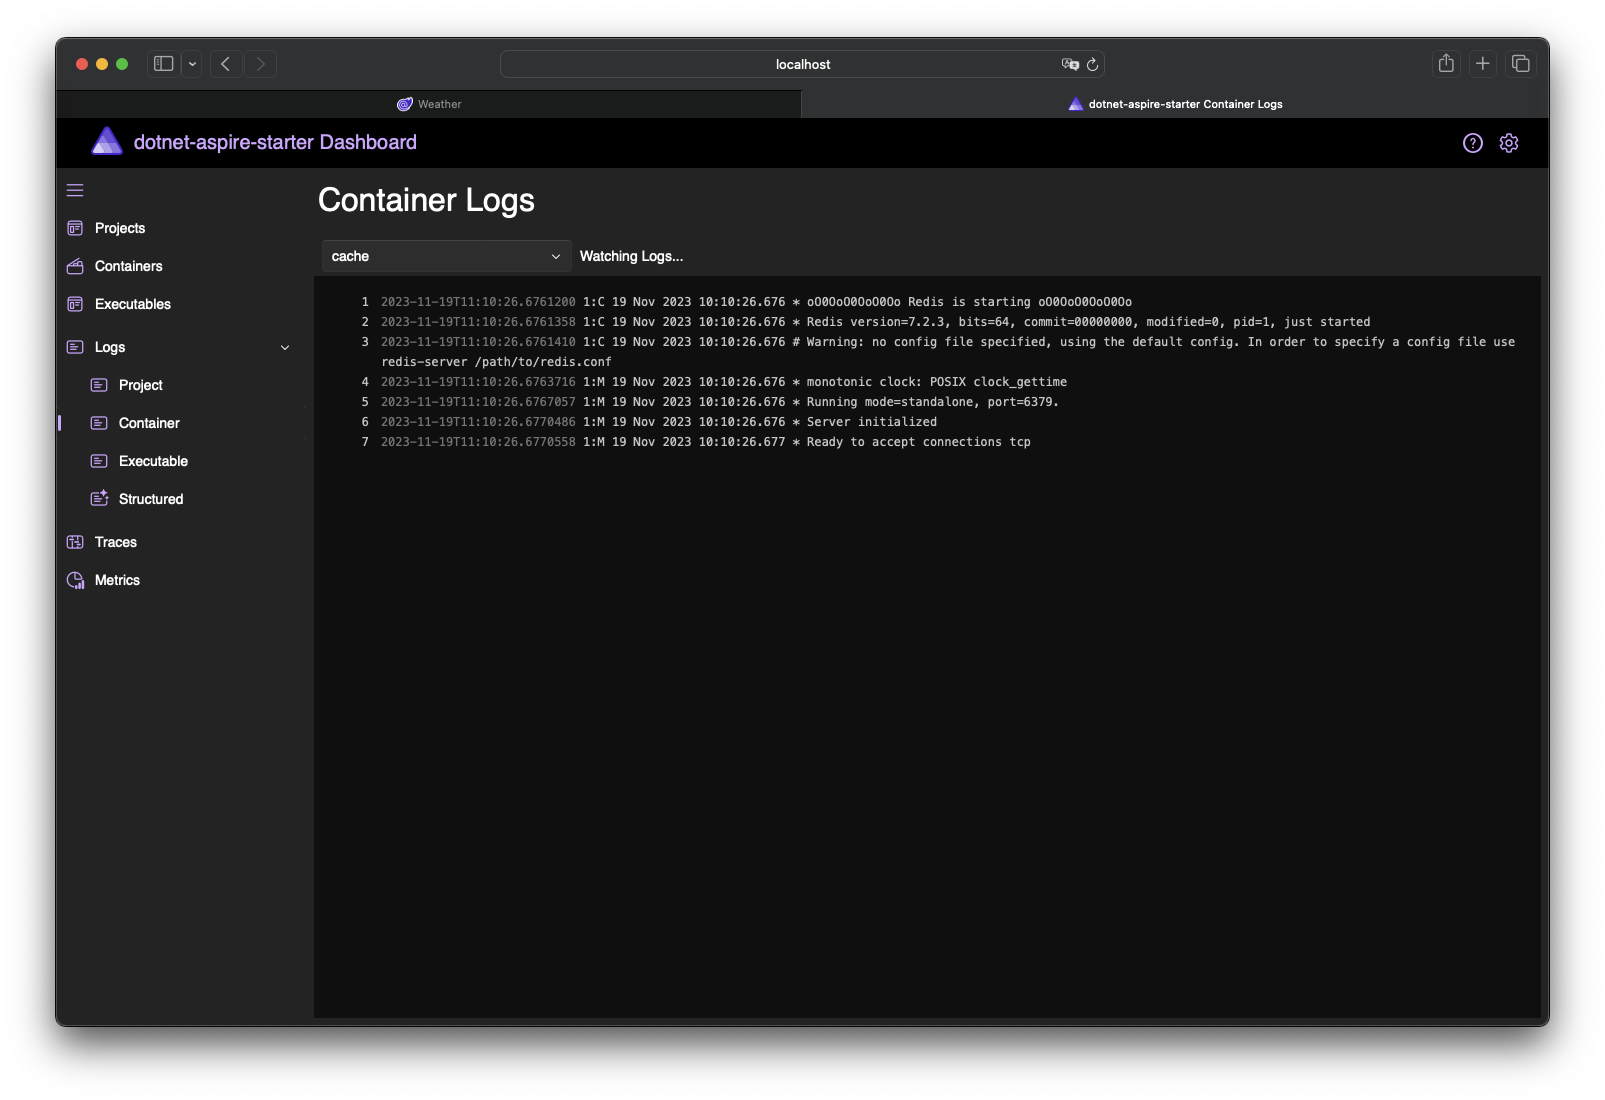 localhost
Weather
dotnet-aspire-starter Container Logs
dotnet-aspire-starter Dashboard
Projects
Containers
Executables
Logs
Project
Container
Executable
Structured
Traces
Metrics
Container Logs
cache
Watching Logs...
1 2023-11-19T11:10:26.6761200 1:C 19 Nov 2023 10:10:26.676 * oO0OoO0OoO0Oo Redis is starting oO0OoO0OoO0Oo
2 2023-11-19T11:10:26.6761358 1:C 19 Nov 2023 10:10:26.676 * Redis version=7.2.3, bits=64, commit=00000000, modified=0, pid=1, just started
3 2023-11-19T11:10:26.6761410 1:C 19 Nov 2023 10:10:26.676 # Warning: no config file specified, using the default config. In order to specify a config file use
redis-server /path/to/redis.conf
4 2023-11-19T11:10:26.6763716 1:M 19 Nov 2023 10:10:26.676 * monotonic clock: POSIX clock_gettime
5 2023-11-19T11:10:26.6767057 1:M 19 Nov 2023 10:10:26.676 * Running mode=standalone, port=6379.
6 2023-11-19T11:10:26.6770486 1:M 19 Nov 2023 10:10:26.676 * Server initialized
7 2023-11-19T11:10:26.6770558 1:M 19 Nov 2023 10:10:26.677 * Ready to accept connections tcp